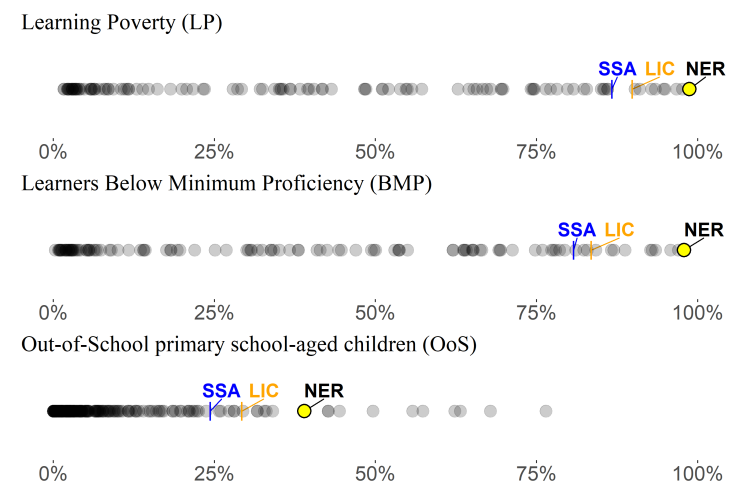 Learning Poverty (LP)
SSA LIC NER
0% 25% 50% 75% 100%
Learners Below Minimum Proficiency (BMP)
SSA LIC NER
0% 25% 50% 75% 100%
Out-of-School primary school-aged children (OoS)
SSA LIC NER
0% 25% 50% 75% 100%